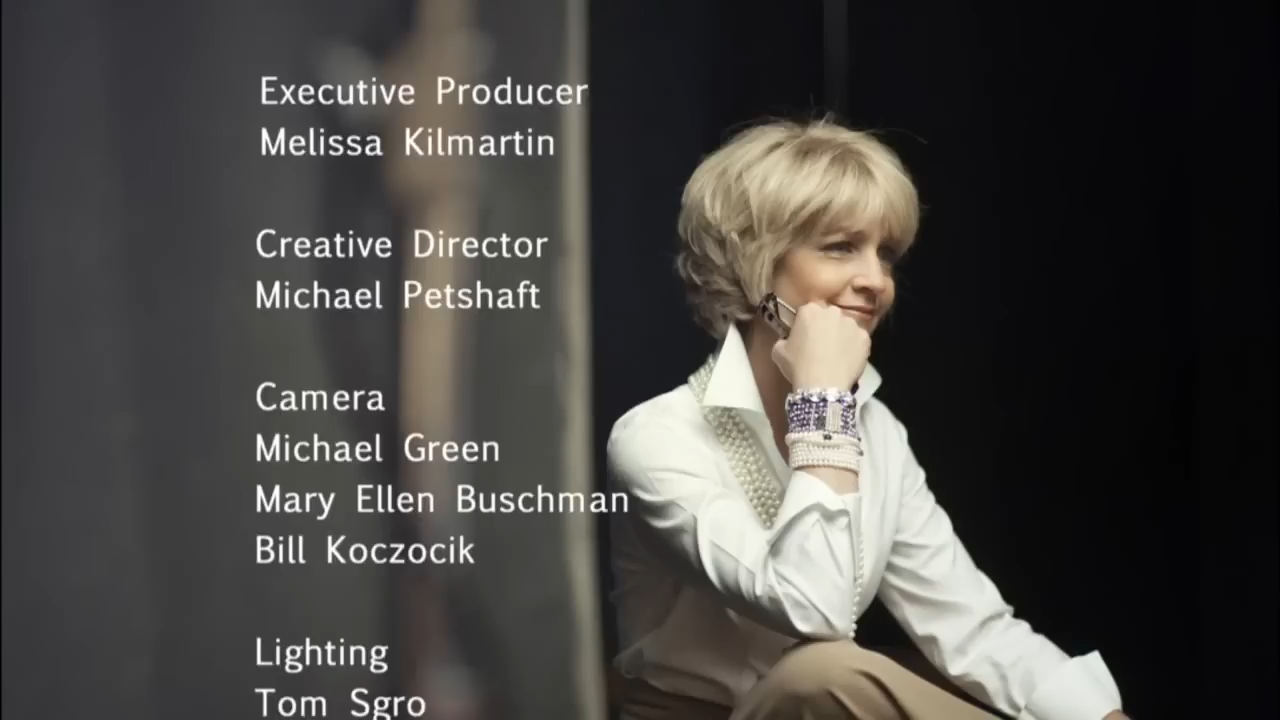 Executive Producer
Melissa Kilmartin
Creative Director
Michael Petshaft
Camera
Michael Green
Mary Ellen Buschman
Bill Koczocik
Lighting
Tom Sgro